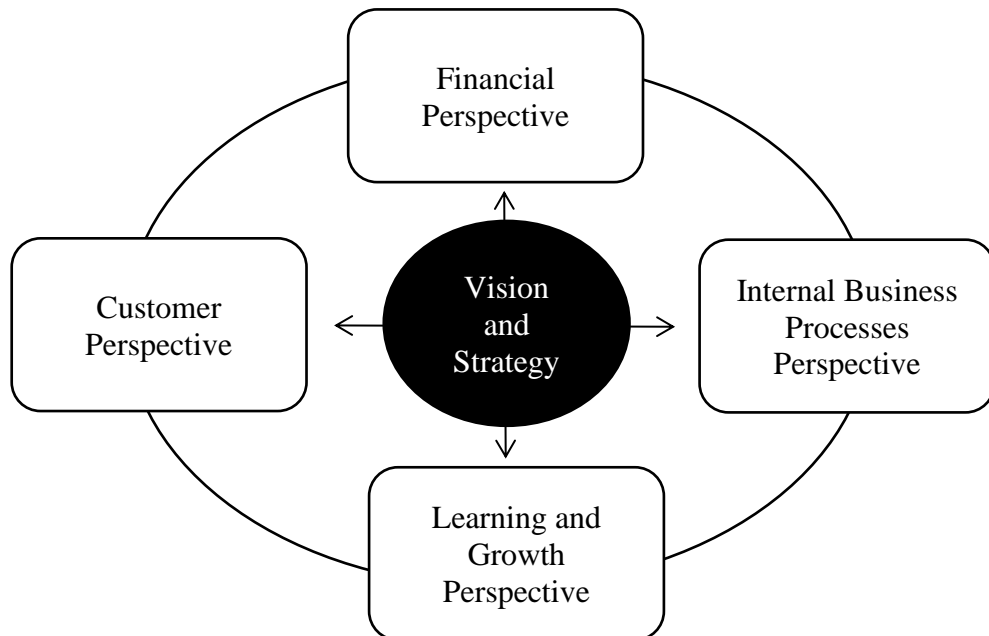 Financial
Perspective
Customer
Perspective
Vision
and
Strategy
Internal Business
Processes
Perspective
Learning and
Growth
Perspective